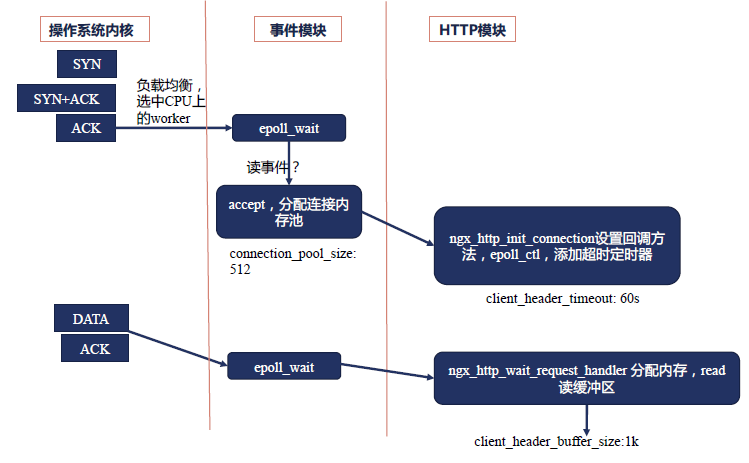 操作系统内核
事件模块
HTTP模块
SYN
SYN+ACK
ACK
负载均衡，
选中CPU上
的worker
epoll_wait
读事件？
accept，分配连接内
存池
connection_pool_size:
512
ngx_http_init_connection设置回调方
法，epoll_ctl，添加超时定时器
client_header_timeout: 60s
DATA
ACK
epoll_wait
ngx_http_wait_request_handler 分配内存，read
读缓冲区
client_header_buffer_size:1k